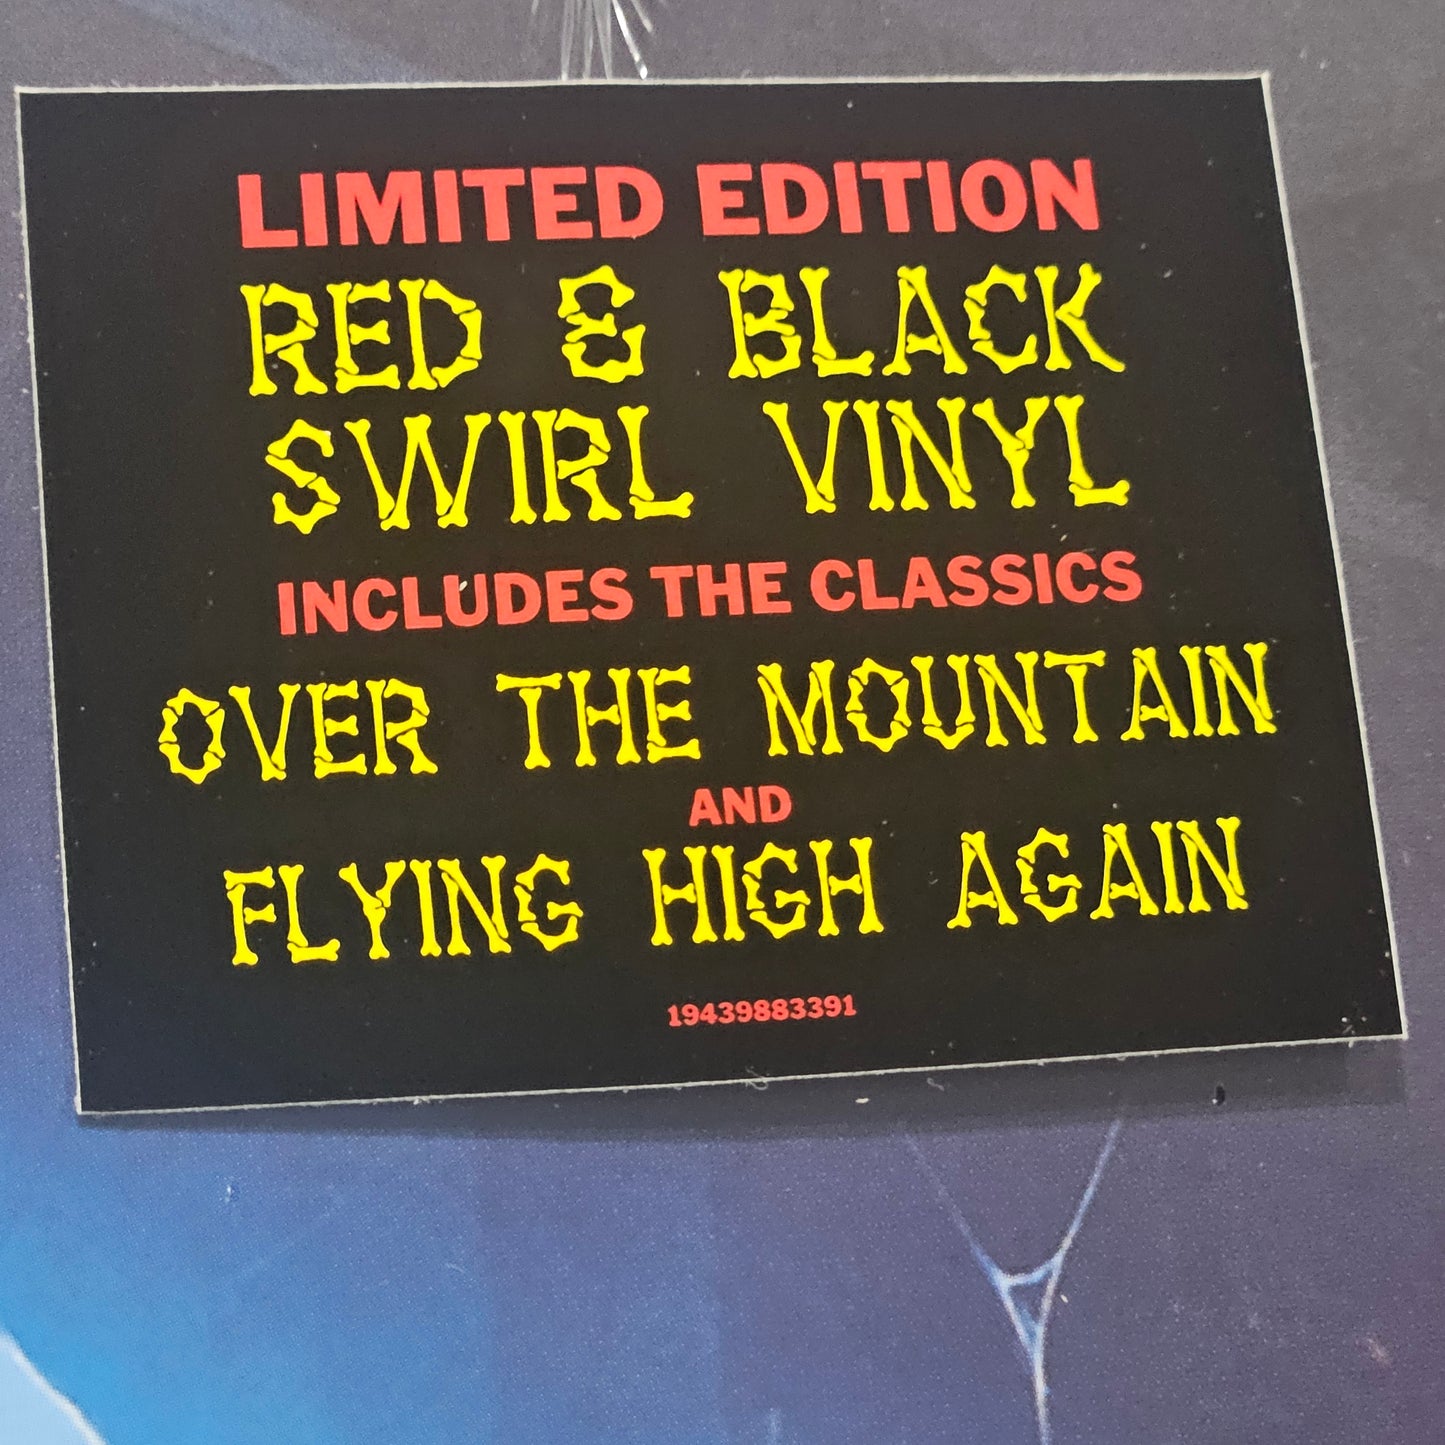 LIMITED EDITION
RED & BLACK
SWIRL VINYL
INCLUDES THE CLASSICS
OVER THE MOUNTAIN
AND
FLYING HIGH AGAIN
19439883391